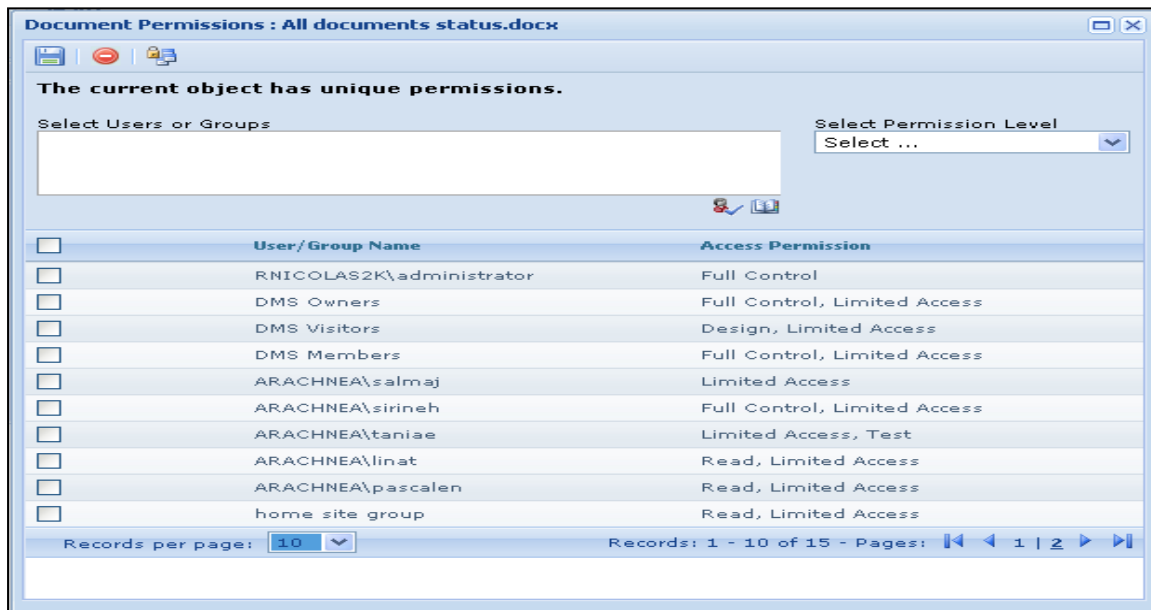 Document Permissions : All documents status.docx
The current object has unique permissions.
Select Users or Groups
Select Permission Level
Select ...
User/Group Name Access Permission
RNICOLAS2K\administrator Full Control
DMS Owners Full Control, Limited Access
DMS Visitors Design, Limited Access
DMS Members Full Control, Limited Access
ARACHNEA\salmaj Limited Access
ARACHNEA\sirineh Full Control, Limited Access
ARACHNEA\taniae Limited Access, Test
ARACHNEA\linat Read, Limited Access
ARACHNEA\pascalen Read, Limited Access
home site group Read, Limited Access
Records per page: 10 Records: 1 - 10 of 15 - Pages: 1 | 2